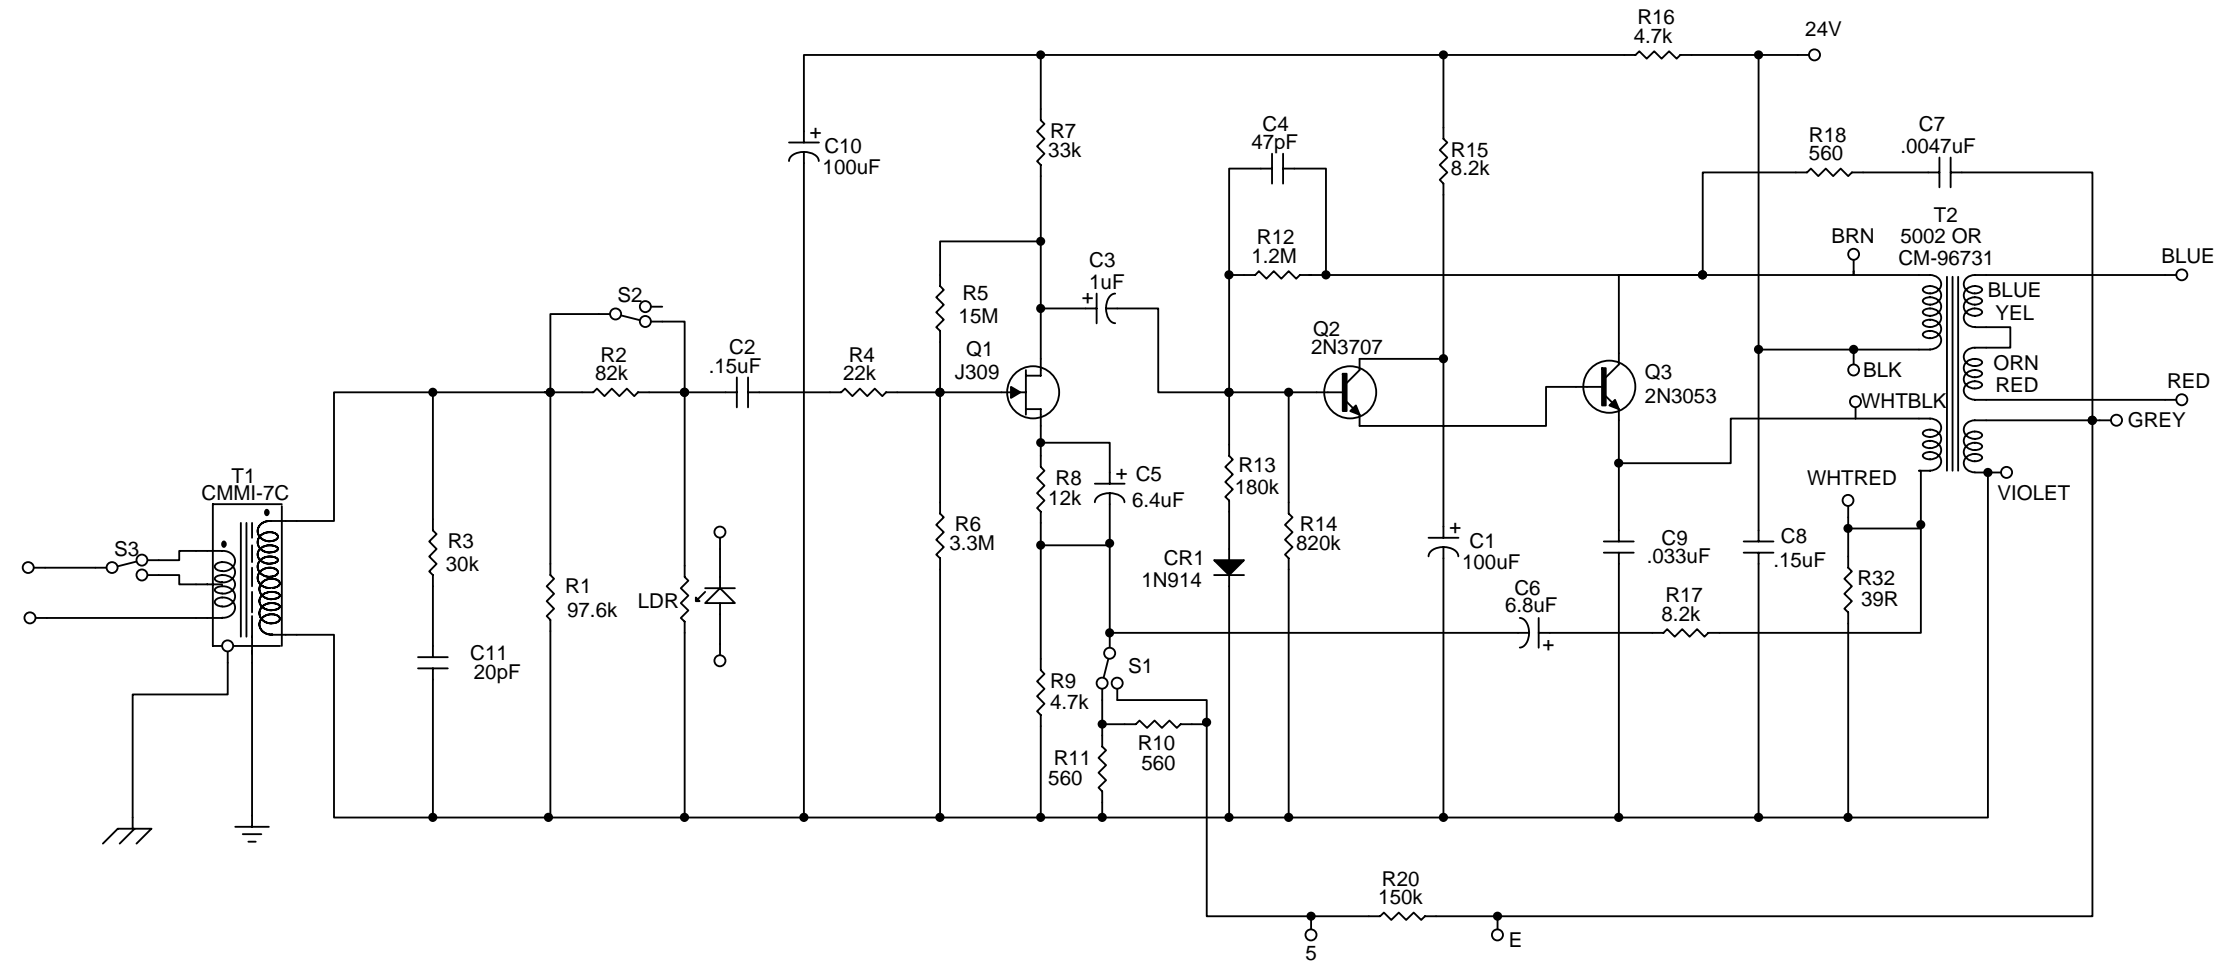 R16
4.7k
24V
C4
47pF
R7
33k
C10
100uF
R15
8.2k
R18
560
C7
.0047uF
T2
5002 OR
CM-96731
BRN
BLUE
R12
1.2M
C3
1uF
S2
R5
15M
BLUE
YEL
Q2
2N3707
C2
.15uF
R2
82k
R4
22k
Q1
J309
Q3
2N3053
BLK
ORN
RED
RED
WHTBLK
GREY
T1
CMMI-7C
R8
12k
C5
6.4uF
R13
180k
WHTRED
VIOLET
S3
R3
30k
R6
3.3M
R14
820k
C1
100uF
C9
.033uF
C8
.15uF
CR1
1N914
R1
97.6k
LDR
C6
6.8uF
R17
8.2k
R32
39R
C11
20pF
S1
R9
4.7k
R10
560
R11
560
R20
150k
5
E